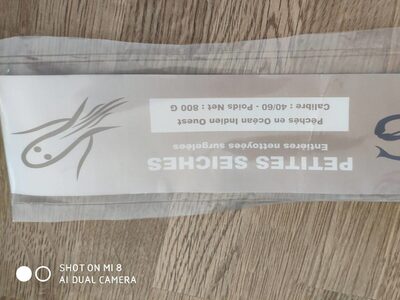 PETITES SEICHES
Entières nettoyées surgelées
Pêchés en Océan Indien Ouest
Calibre : 40/60 - Poids Net : 800 G
SHOT ON MI 8
AI DUAL CAMERA